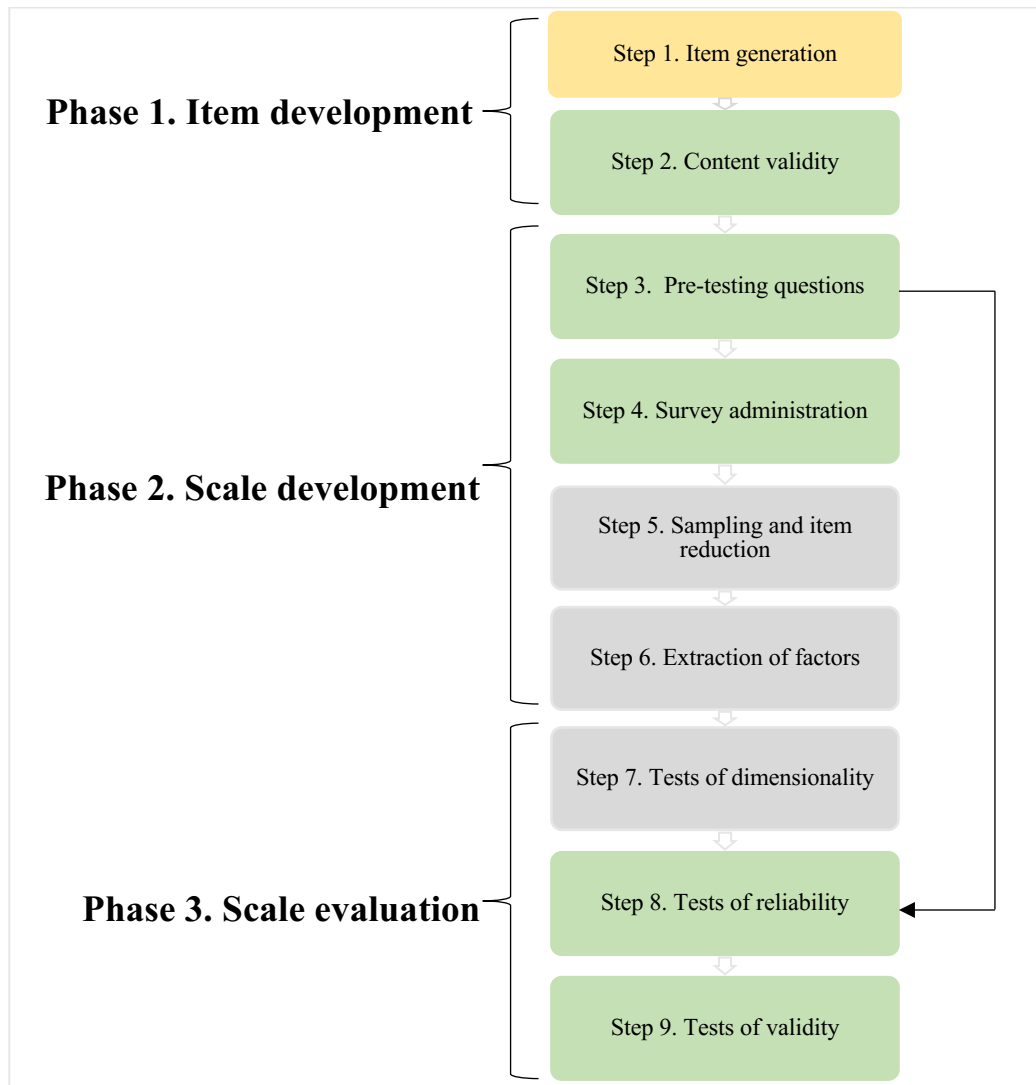 Step 1. Item generation
Phase 1. Item development
Step 2. Content validity
Step 3.  Pre-testing questions
Step 4. Survey administration
Phase 2. Scale development
Step 5. Sampling and item
reduction
Step 6. Extraction of factors
Step 7. Tests of dimensionality
Phase 3. Scale evaluation
Step 8. Tests of reliability
Step 9. Tests of validity